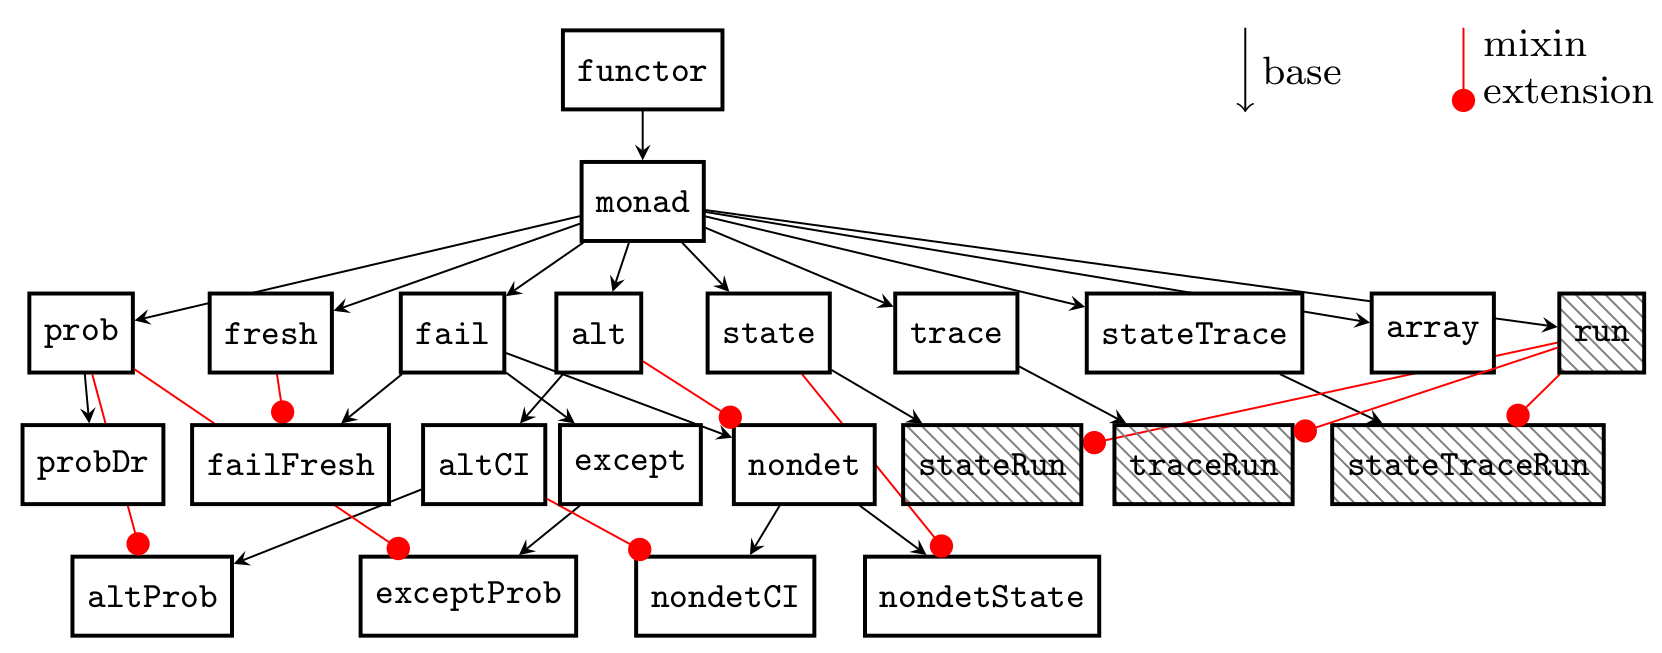 functor
base
mixin
extension
monad
prob
fresh
fail
alt
state
trace
stateTrace
array
run
probDr
failFresh
altCI
except
nondet
stateRun
traceRun
stateTraceRun
altProb
exceptProb
nondetCI
nondetState